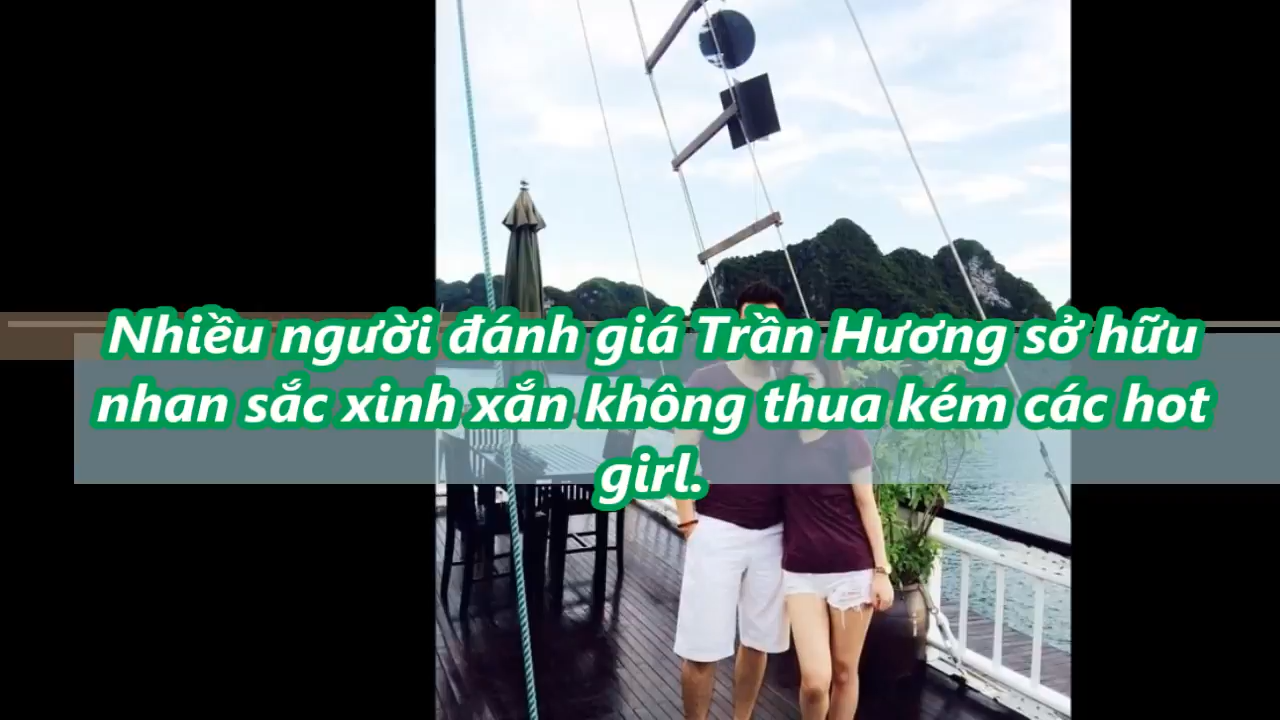 Nhiều người đánh giá Trần Hương sở hữu
nhan sắc xinh xắn không thua kém các hot
girl.